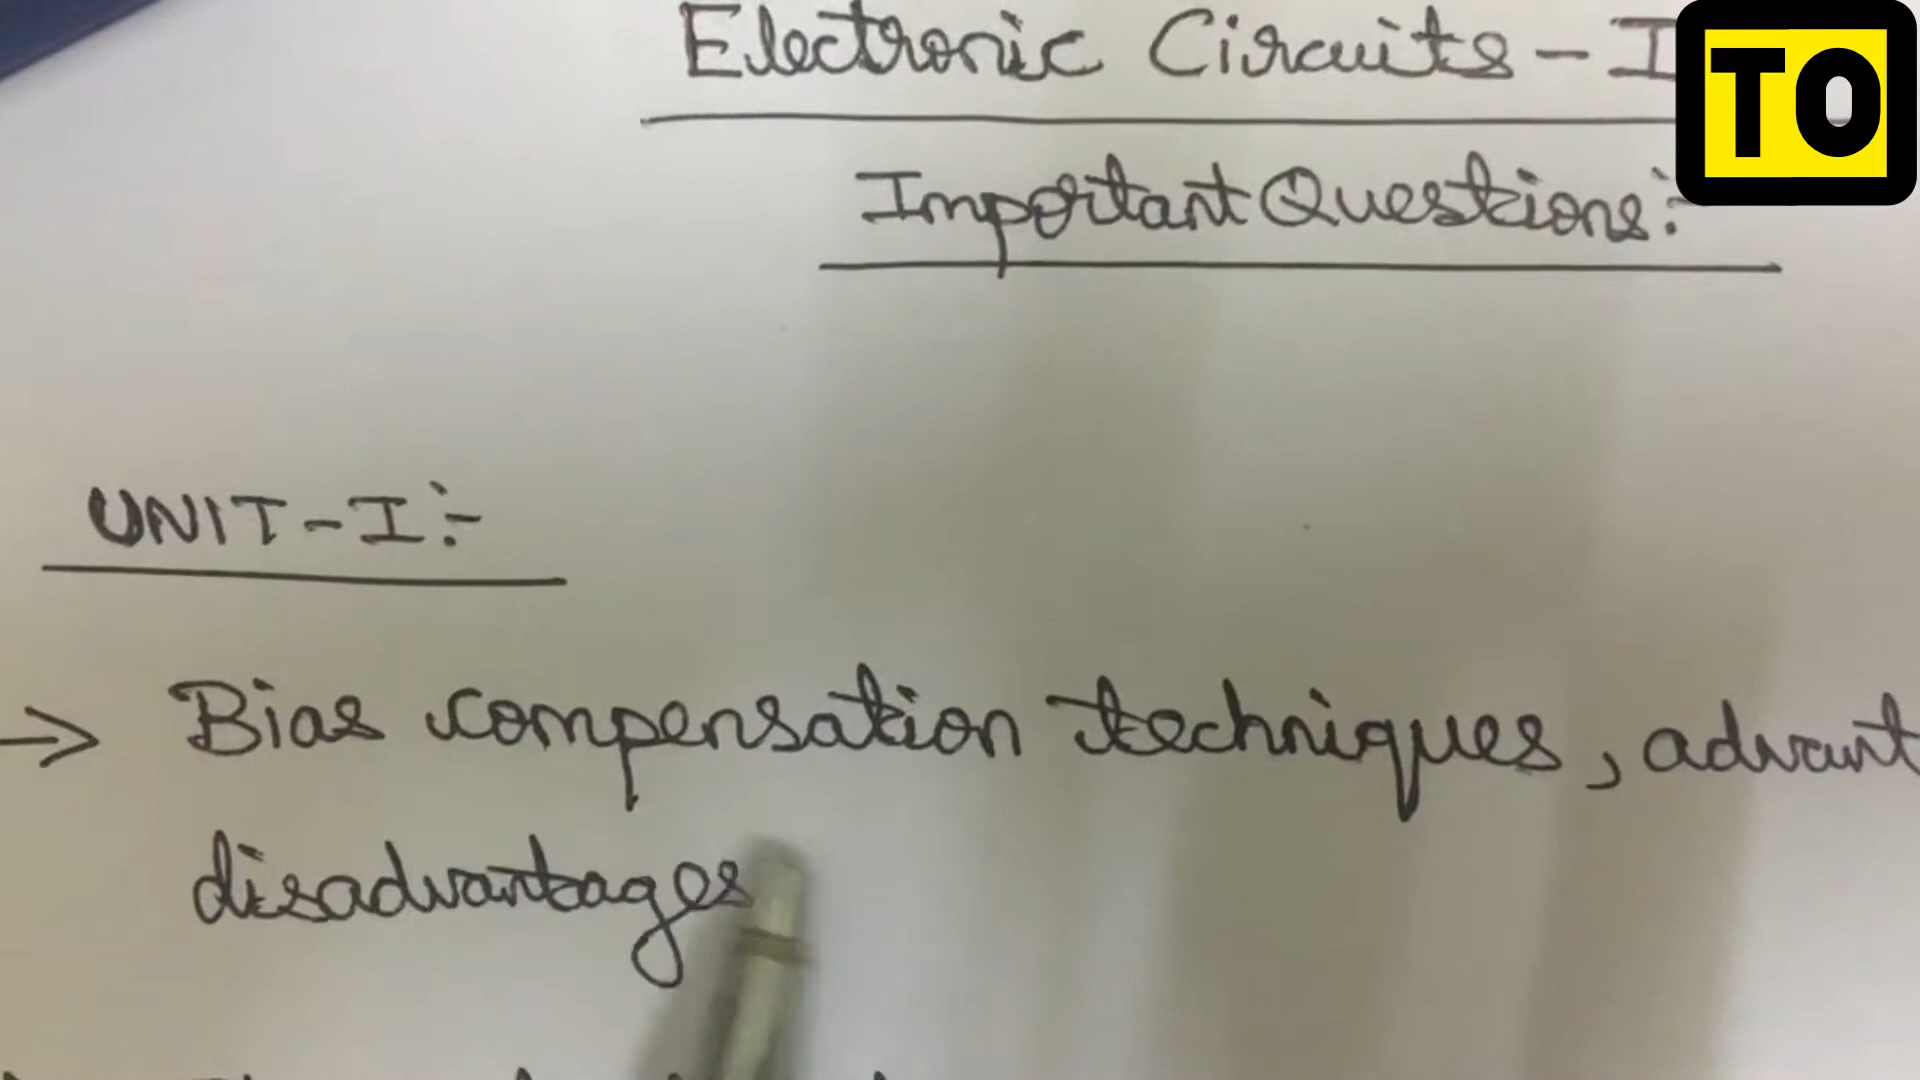 Electronic Circuits - I
TO
Important Questions:-
UNIT-I:-
→ Bias compensation techniques, advant
disadvantages